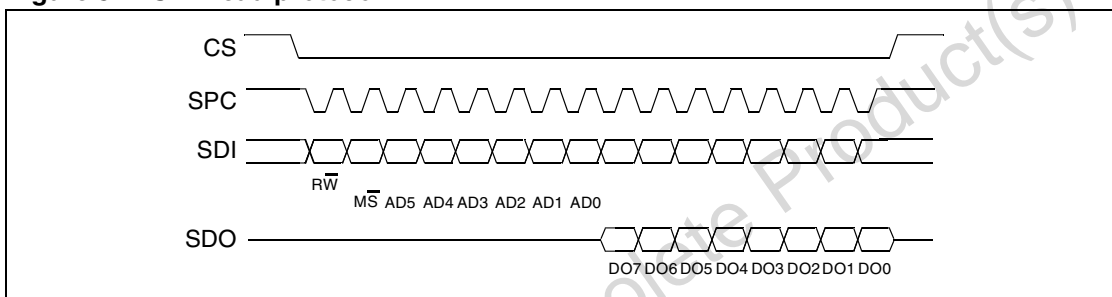 CS
SPC
SDI
RW̅
MS̅ AD5 AD4 AD3 AD2 AD1 AD0
SDO
DO7 DO6 DO5 DO4 DO3 DO2 DO1 DO0